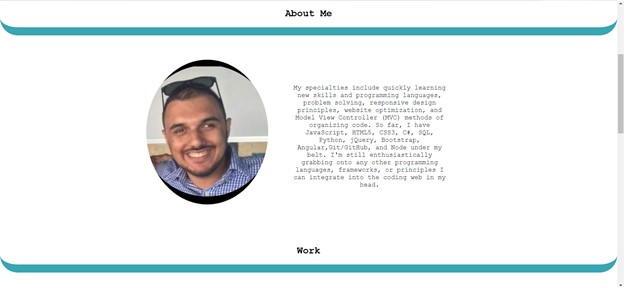 About Me
My specialties include quickly learning
new skills and programming languages,
problem solving, responsive design
principles, website optimization, and
Model View Controller (MVC) methods of
organizing code. So far, I have
JavaScript, HTML5, CSS3, C#, SQL,
Python, jQuery, Bootstrap,
Angular,Git/GitHub, and Node under my
belt. I'm still enthusiastically
grabbing onto any other programming
languages, frameworks, or principles I
can integrate into the coding web in my
head.
Work